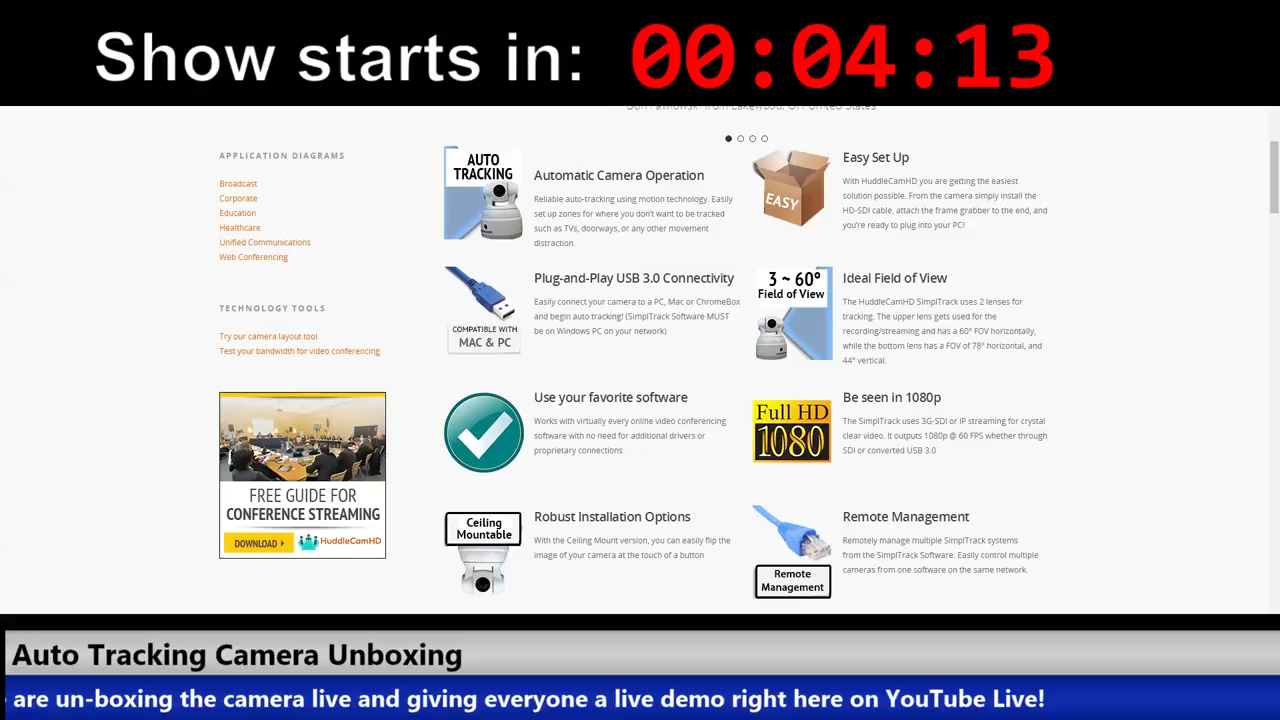 Show starts in: 00:04:13
from Lakewood, OH United States
APPLICATION DIAGRAMS
Broadcast
Corporate
Education
Healthcare
Unified Communications
Web Conferencing
TECHNOLOGY TOOLS
Try our camera layout tool
Test your bandwidth for video conferencing
FREE GUIDE FOR
CONFERENCE STREAMING
DOWNLOAD
HuddleCamHD
AUTO
TRACKING
Automatic Camera Operation
Reliable auto-tracking using motion technology. Easily
set up zones for where you don't want to be tracked
such as TVs, doorways, or any other movement
distraction.
EASY
Easy Set Up
With HuddleCamHD you are getting the easiest
solution possible. From the camera simply install the
HD-SDI cable, attach the frame grabber to the end, and
you're ready to plug into your PC!
COMPATIBLE WITH
MAC & PC
Plug-and-Play USB 3.0 Connectivity
Easily connect your camera to a PC, Mac or ChromeBox
and begin auto tracking! (SimplTrack Software MUST
be on Windows PC on your network)
3 ~ 60º
Field of View
Ideal Field of View
The HuddleCamHD SimplTrack uses 2 lenses for
tracking. The upper lens gets used for the
recording/streaming and has a 60° FOV horizontally,
while the bottom lens has a FOV of 78° horizontal, and
44° vertical.
Use your favorite software
Works with virtually every online video conferencing
software with no need for additional drivers or
proprietary connections.
Full HD
1080
Be seen in 1080p
The SimplTrack uses 3G-SDI or IP streaming for crystal
clear video. It outputs 1080p @ 60 FPS whether through
SDI or converted USB 3.0
Ceiling
Mountable
Robust Installation Options
With the Ceiling Mount version, you can easily flip the
image of your camera at the touch of a button
Remote
Management
Remote Management
Remotely manage multiple SimplTrack systems
from the SimplTrack Software. Easily control multiple
cameras from one software on the same network.
Auto Tracking Camera Unboxing
are un-boxing the camera live and giving everyone a live demo right here on YouTube Live!